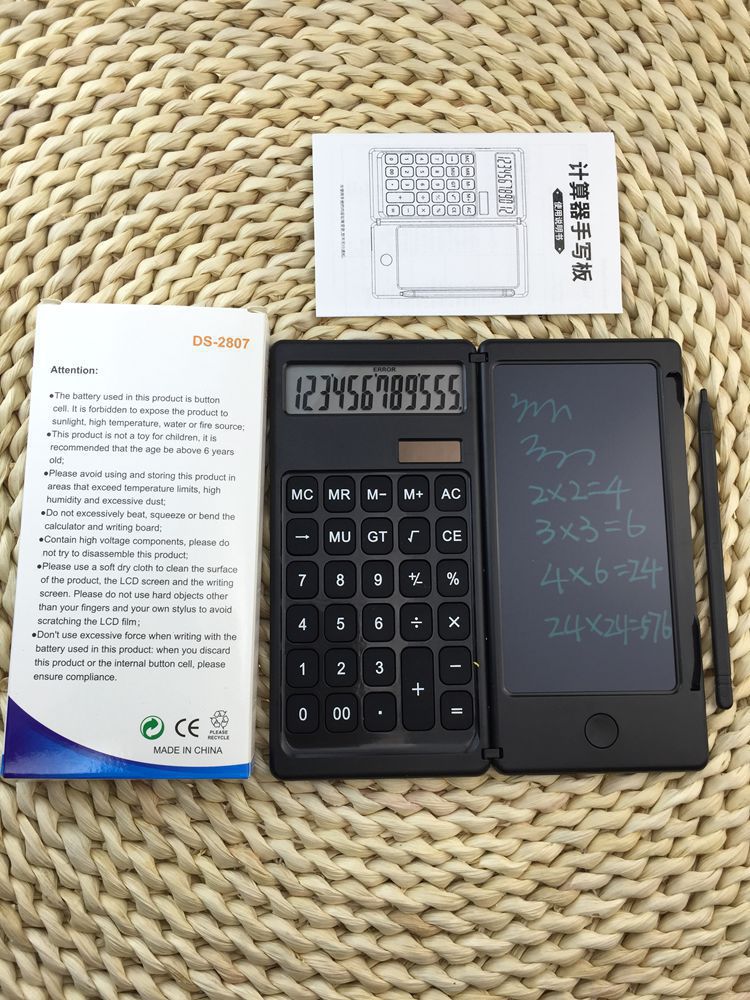 计算器手写板
使用说明书
DS-2807
Attention:
●The battery used in this product is button
cell. It is forbidden to expose the product to
sunlight, high temperature, water or fire source;
●This product is not a toy for children, it is
recommended that the age be above 6 years
old;
●Please avoid using and storing this product in
areas that exceed temperature limits, high
humidity and excessive dust;
●Do not excessively beat, squeeze or bend the
calculator and writing board;
●Contain high voltage components, please do
not try to disassemble this product;
●Please use a soft dry cloth to clean the surface
of the product, the LCD screen and the writing
screen. Please do not use hard objects other
than your fingers and your own stylus to avoid
scratching the LCD film;
●Don't use excessive force when writing with the
battery used in this product: when you discard
this product or the internal button cell, please
ensure compliance.
CE
PLEASE
RECYCLE
MADE IN CHINA
ERROR
123456789555.
MC MR M- M+ AC
→ MU GT √ CE
7 8 9 +/- %
4 5 6 ÷ ×
1 2 3 + −
0 00 · =
2×2=4
3×3=6
4×6=24
24×24=576